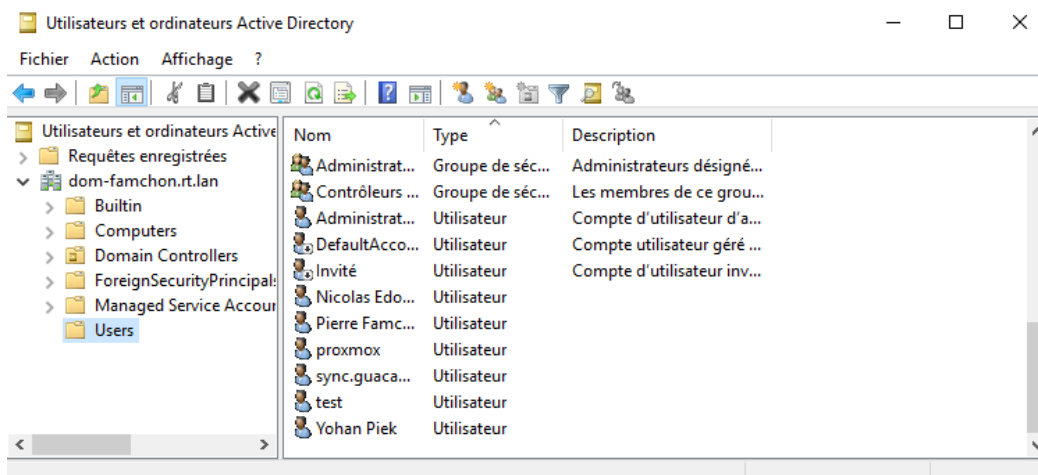 Utilisateurs et ordinateurs Active Directory
Fichier Action Affichage ?
Utilisateurs et ordinateurs Active
Requêtes enregistrées
dom-famchon.rt.lan
Builtin
Computers
Domain Controllers
ForeignSecurityPrincipals
Managed Service Accour
Users
Nom Type Description
Administrat... Groupe de séc... Administrateurs désigné...
Contrôleurs ... Groupe de séc... Les membres de ce grou...
Administrat... Utilisateur Compte d'utilisateur d'a...
DefaultAcco... Utilisateur Compte utilisateur géré ...
Invité Utilisateur Compte d'utilisateur inv...
Nicolas Edo... Utilisateur
Pierre Famc... Utilisateur
proxmox Utilisateur
sync.guaca... Utilisateur
test Utilisateur
Yohan Piek Utilisateur